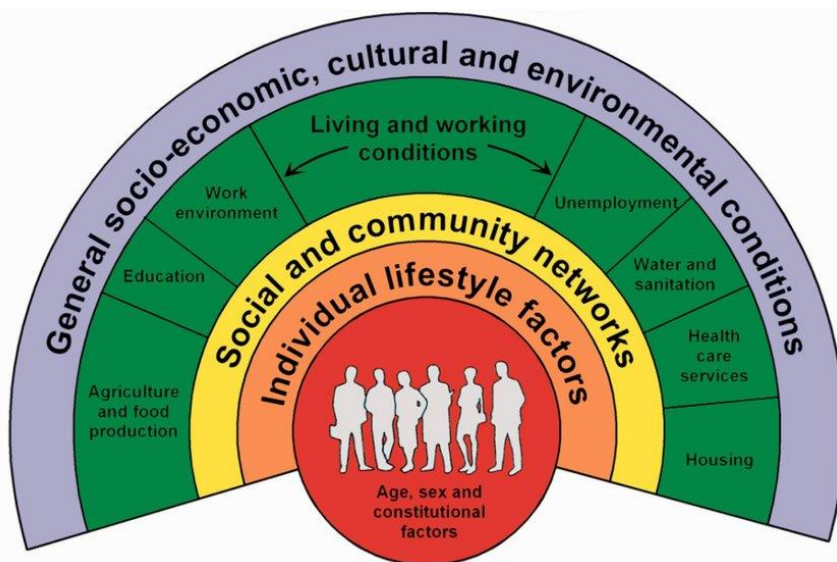 General socio-economic, cultural and environmental conditions
Living and working
conditions
Work
environment
Unemployment
Education
Water and
sanitation
Agriculture
and food
production
Health
care
services
Housing
Social and community networks
Individual lifestyle factors
Age, sex and
constitutional
factors